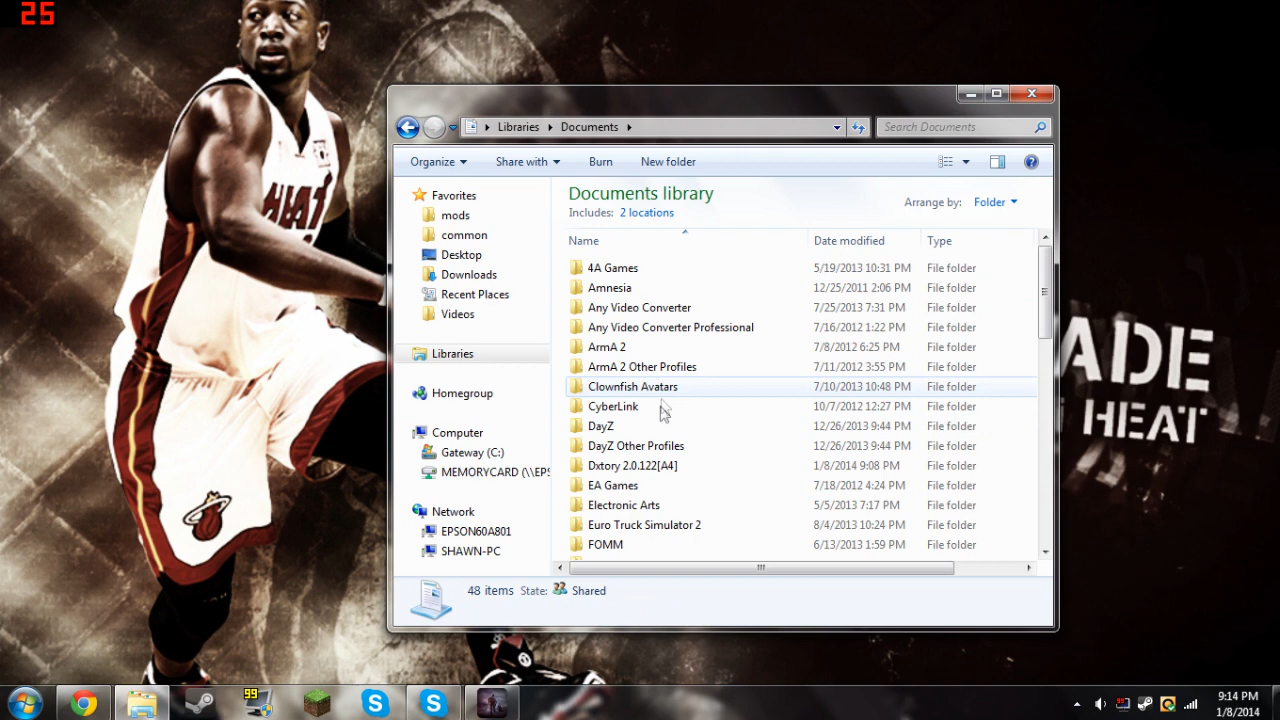 25
HEAT
ADE
HEAT
Libraries
Documents
Search Documents
Organize
Share with
Burn
New folder
Favorites
mods
common
Desktop
Downloads
Recent Places
Videos
Libraries
Homegroup
Computer
Gateway (C:)
MEMORYCARD (\\EPS
Network
EPSON60A801
SHAWN-PC
Documents library
Includes: 2 locations
Arrange by: Folder
Name Date modified Type
4A Games 5/19/2013 10:31 PM File folder
Amnesia 12/25/2011 2:06 PM File folder
Any Video Converter 7/25/2013 7:31 PM File folder
Any Video Converter Professional 7/16/2012 1:22 PM File folder
ArmA 2 7/8/2012 6:25 PM File folder
ArmA 2 Other Profiles 7/11/2012 3:55 PM File folder
Clownfish Avatars 7/10/2013 10:48 PM File folder
CyberLink 10/7/2012 12:27 PM File folder
DayZ 12/26/2013 9:44 PM File folder
DayZ Other Profiles 12/26/2013 9:44 PM File folder
Dxtory 2.0.122[A4] 1/8/2014 9:08 PM File folder
EA Games 7/18/2012 4:24 PM File folder
Electronic Arts 5/5/2013 7:17 PM File folder
Euro Truck Simulator 2 8/4/2013 10:24 PM File folder
FOMM 6/13/2013 1:59 PM File folder
48 items State: Shared
99
9:14 PM
1/8/2014